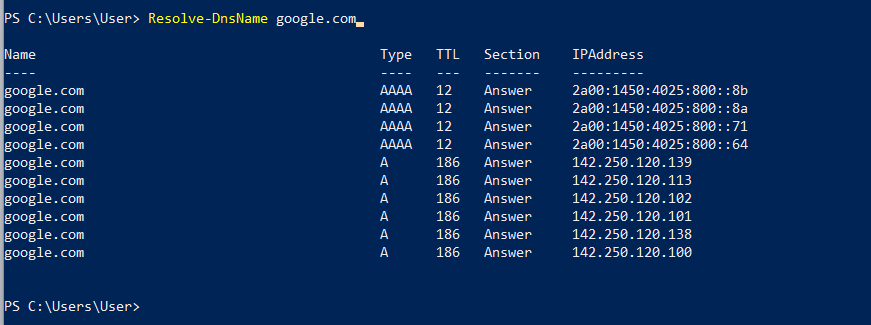 PS C:\Users\User> Resolve-DnsName google.com
Name Type TTL Section IPAddress
---- ---- --- ------- ---------
google.com AAAA 12 Answer 2a00:1450:4025:800::8b
google.com AAAA 12 Answer 2a00:1450:4025:800::8a
google.com AAAA 12 Answer 2a00:1450:4025:800::71
google.com AAAA 12 Answer 2a00:1450:4025:800::64
google.com A 186 Answer 142.250.120.139
google.com A 186 Answer 142.250.120.113
google.com A 186 Answer 142.250.120.102
google.com A 186 Answer 142.250.120.101
google.com A 186 Answer 142.250.120.138
google.com A 186 Answer 142.250.120.100
PS C:\Users\User>